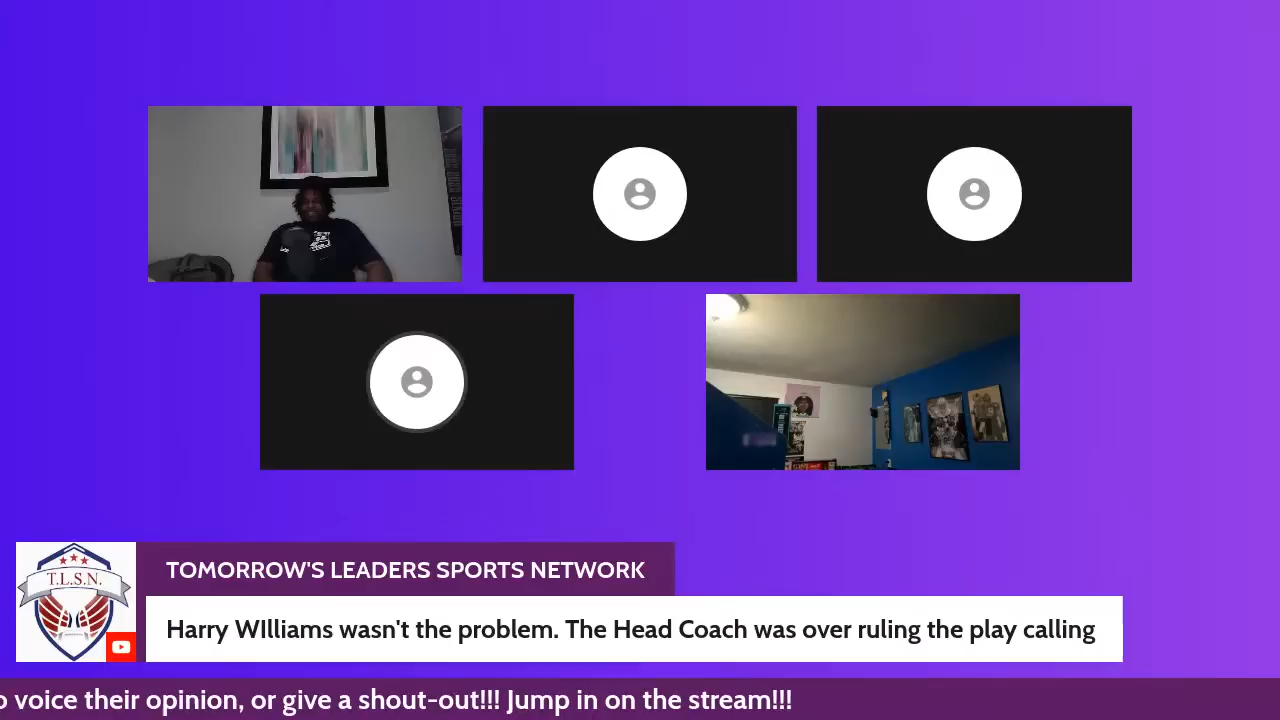 T.L.S.N.
TOMORROW'S LEADERS SPORTS NETWORK
Harry WIlliams wasn't the problem. The Head Coach was over ruling the play calling
voice their opinion, or give a shout-out!!! Jump in on the stream!!!